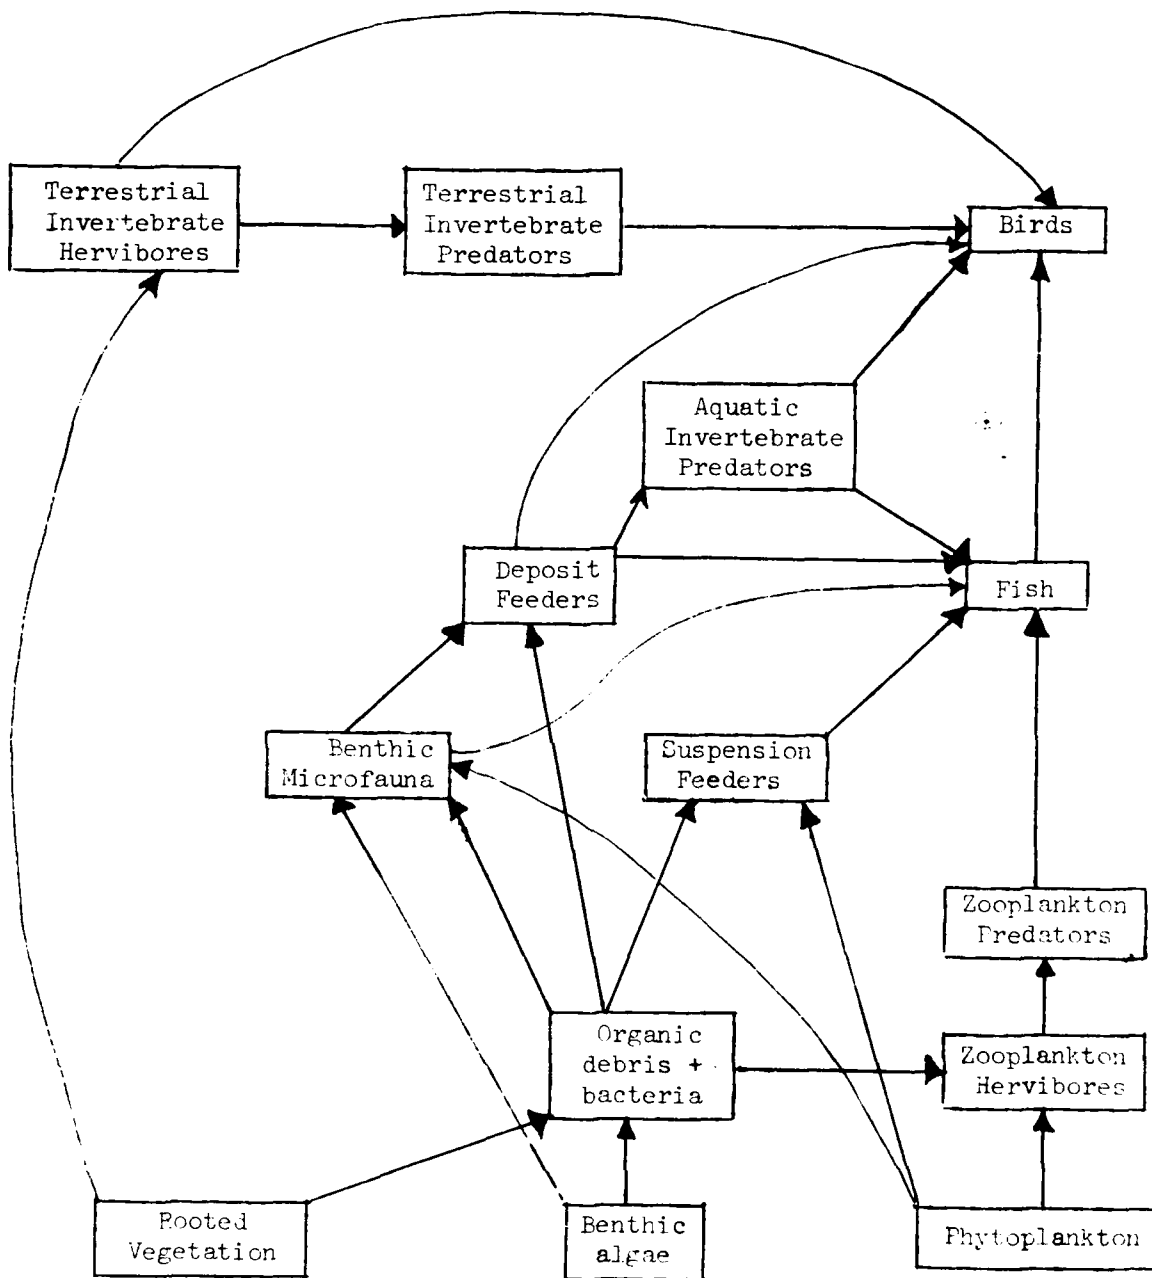 Terrestrial
Invertebrate
Hervibores
Terrestrial
Invertebrate
Predators
Birds
Aquatic
Invertebrate
Predators
Deposit
Feeders
Fish
Benthic
Microfauna
Suspension
Feeders
Zooplankton
Predators
Organic
debris +
bacteria
Zooplankton
Hervibores
Rooted
Vegetation
Benthic
algae
Phytoplankton